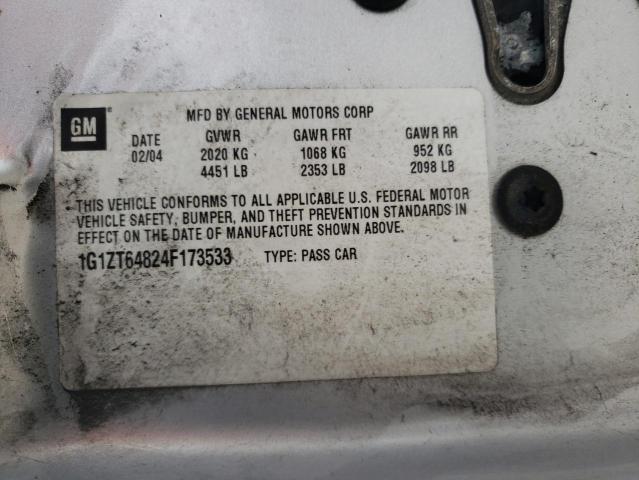 GM®
MFD BY GENERAL MOTORS CORP
DATE GVWR GAWR FRT GAWR RR
02/04 2020 KG 1068 KG 952 KG
4451 LB 2353 LB 2098 LB
THIS VEHICLE CONFORMS TO ALL APPLICABLE U.S. FEDERAL MOTOR
VEHICLE SAFETY, BUMPER, AND THEFT PREVENTION STANDARDS IN
EFFECT ON THE DATE OF MANUFACTURE SHOWN ABOVE.
1G1ZT64824F173533 TYPE: PASS CAR